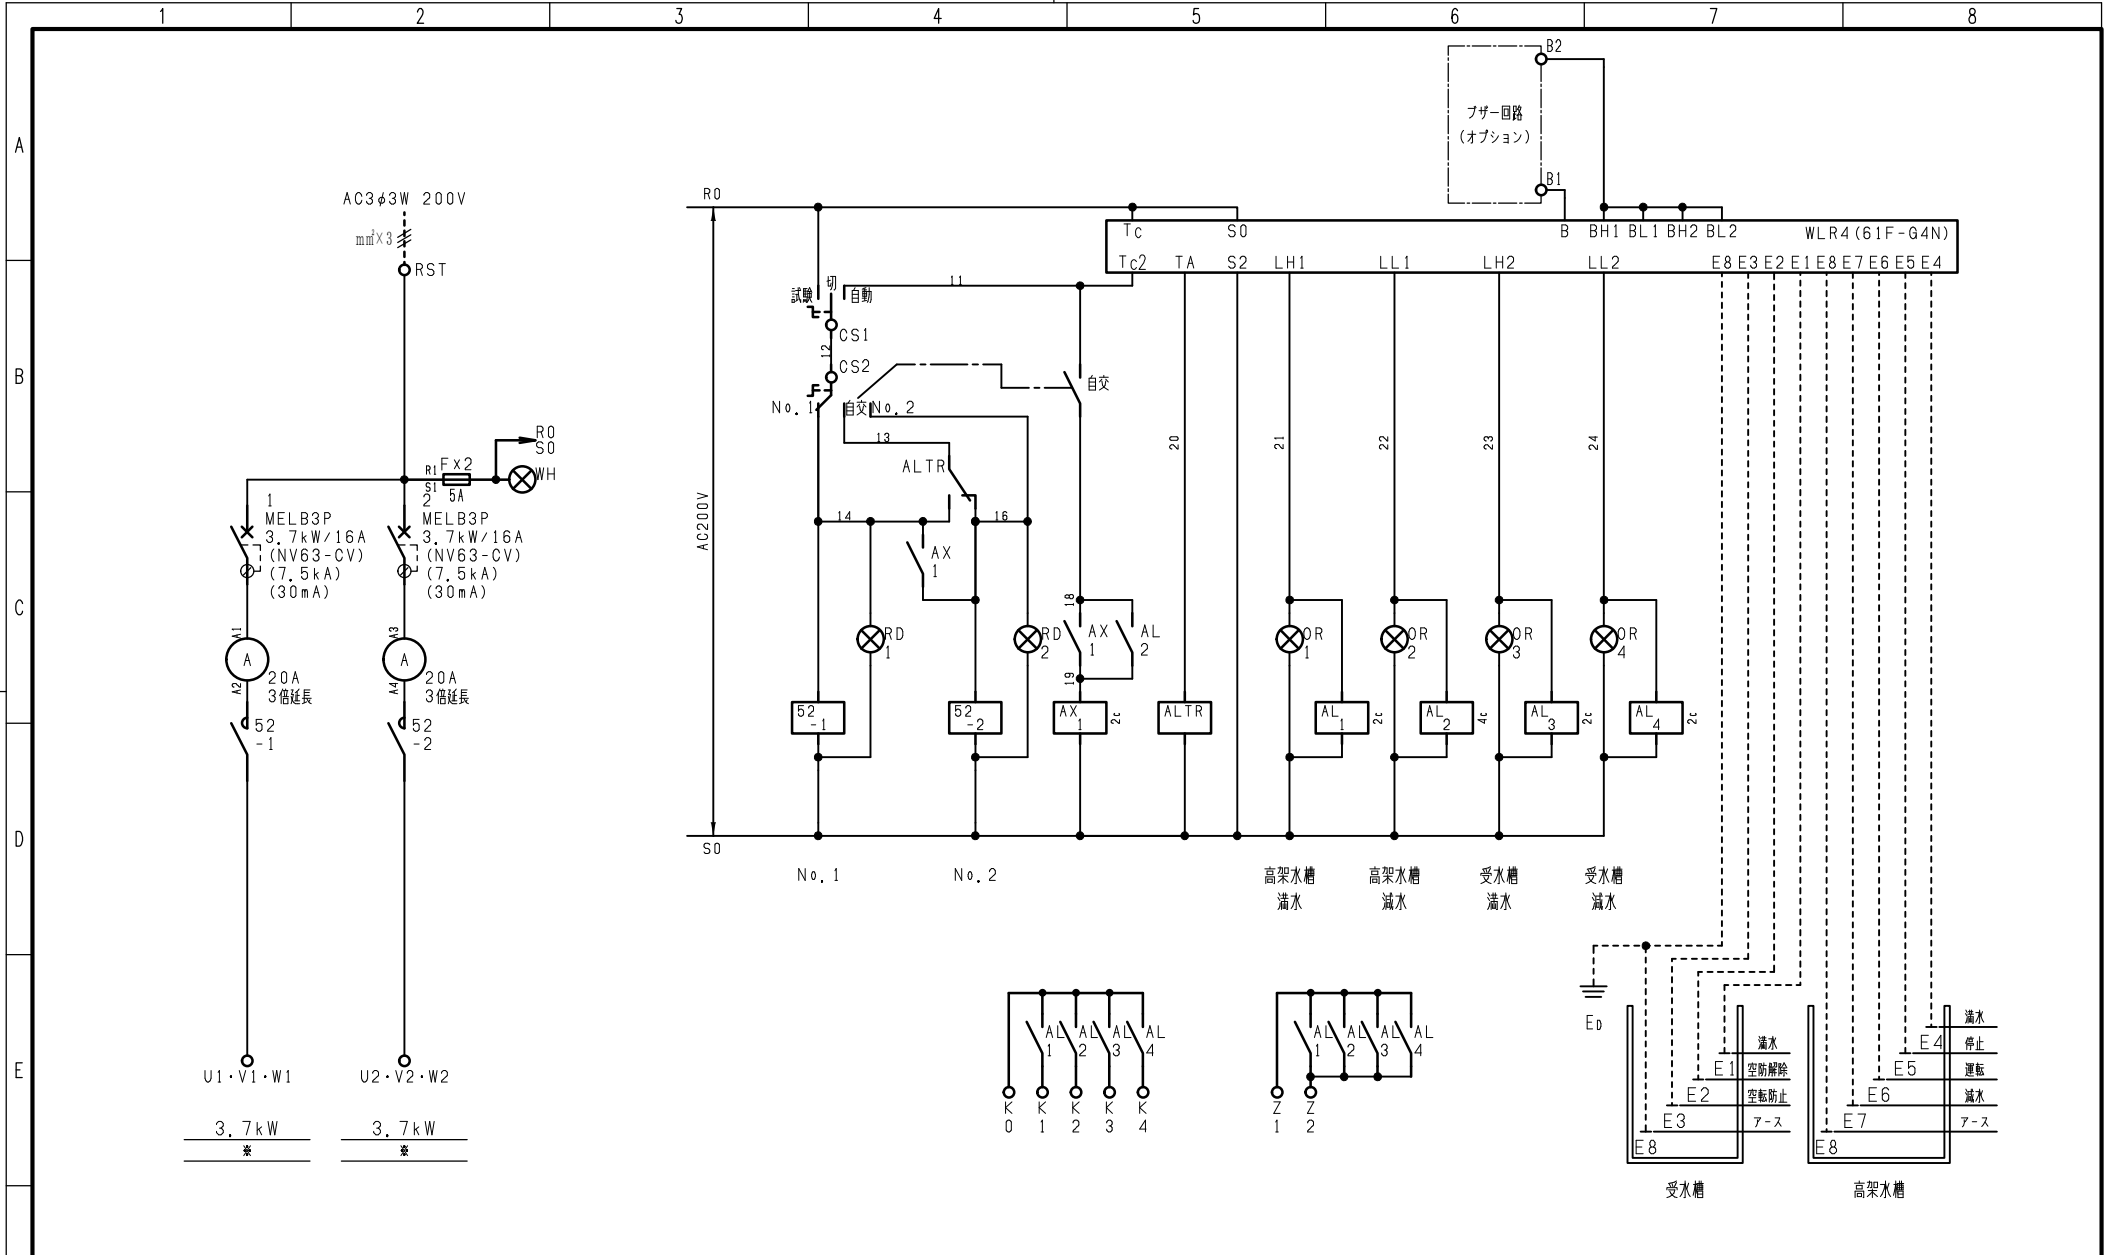 1
2
3
4
5
6
7
8
A
B
C
D
E
AC3φ3W 200V
mm²×3
RST
R0
S0
R1
S1
F×2
5A
WH
1
MELB3P
3.7kW/16A
(NV63-CV)
(7.5kA)
(30mA)
2
MELB3P
3.7kW/16A
(NV63-CV)
(7.5kA)
(30mA)
A1
A
A2
20A
3倍延長
A3
A
A4
20A
3倍延長
52
-1
52
-2
U1・V1・W1
U2・V2・W2
3.7kW
※
3.7kW
※
R0
AC200V
S0
試験
切
自動
CS1
12
CS2
No.1
自交
No.2
11
自交
13
ALTR
14
16
AX
1
RD
1
RD
2
18
AX
1
AL
2
19
52
-1
52
-2
AX
1
2c
ALTR
20
21
22
23
24
OR
1
OR
2
OR
3
OR
4
AL
1
2c
AL
2
4c
AL
3
2c
AL
4
2c
No.1
No.2
高架水槽
満水
高架水槽
減水
受水槽
満水
受水槽
減水
B2
ブザー回路
(オプション)
B1
Tc
S0
B
BH1
BL1
BH2
BL2
WLR4(61F-G4N)
Tc2
TA
S2
LH1
LL1
LH2
LL2
E8
E3
E2
E1
E8
E7
E6
E5
E4
AL
1
AL
2
AL
3
AL
4
K
0
K
1
K
2
K
3
K
4
AL
1
AL
2
AL
3
AL
4
Z
1
Z
2
ED
満水
E1
空防解除
E2
空転防止
E3
アース
E8
受水槽
満水
E4
停止
E5
運転
E6
減水
E7
アース
E8
高架水槽